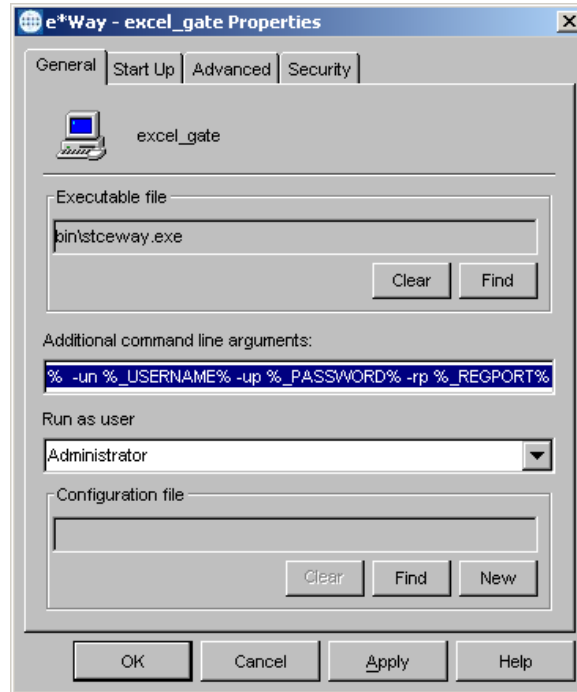 e*Way - excel_gate Properties
General Start Up Advanced Security
excel_gate
Executable file
bin\stceway.exe
Clear Find
Additional command line arguments:
% -un %_USERNAME% -up %_PASSWORD% -rp %_REGPORT%
Run as user
Administrator
Configuration file
Clear Find New
OK Cancel Apply Help